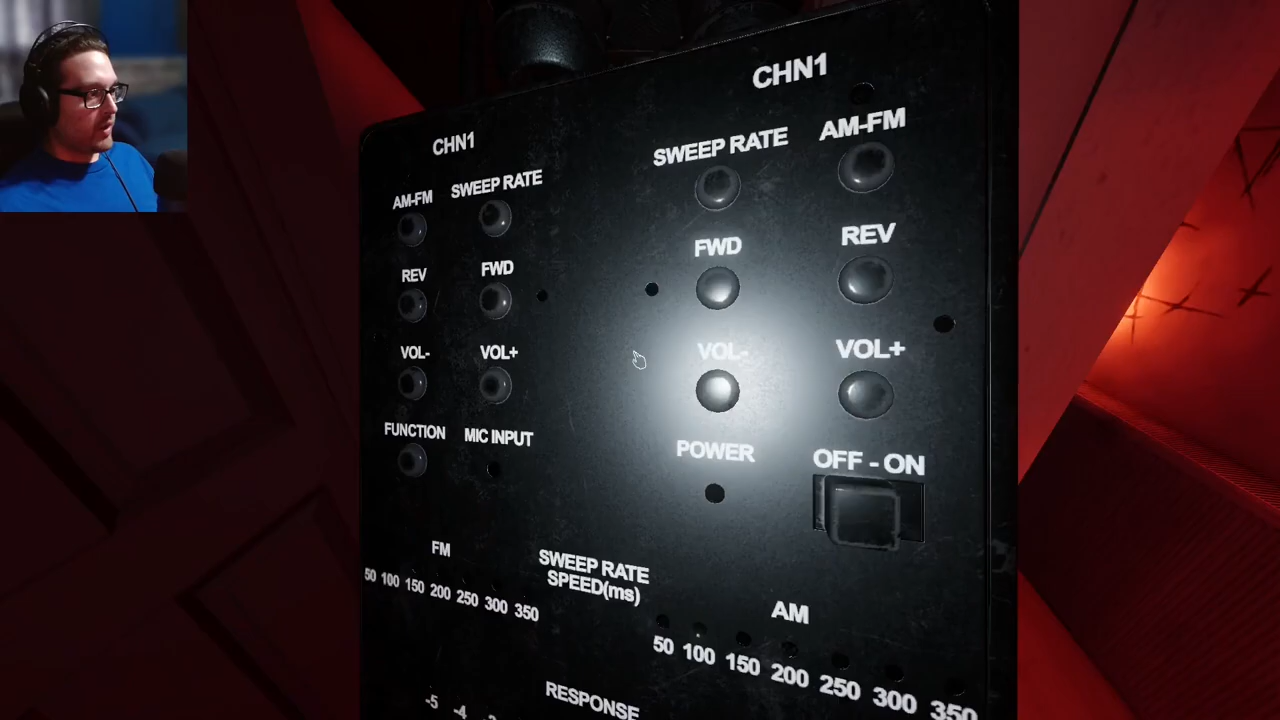 CHN1
CHN1
AM-FM SWEEP RATE
SWEEP RATE AM-FM
REV FWD
FWD REV
VOL- VOL+
VOL- VOL+
FUNCTION MIC INPUT
POWER OFF - ON
FM
50 100 150 200 250 300 350
SWEEP RATE
SPEED(ms)
AM
50 100 150 200 250 300 350
RESPONSE
-5 -4